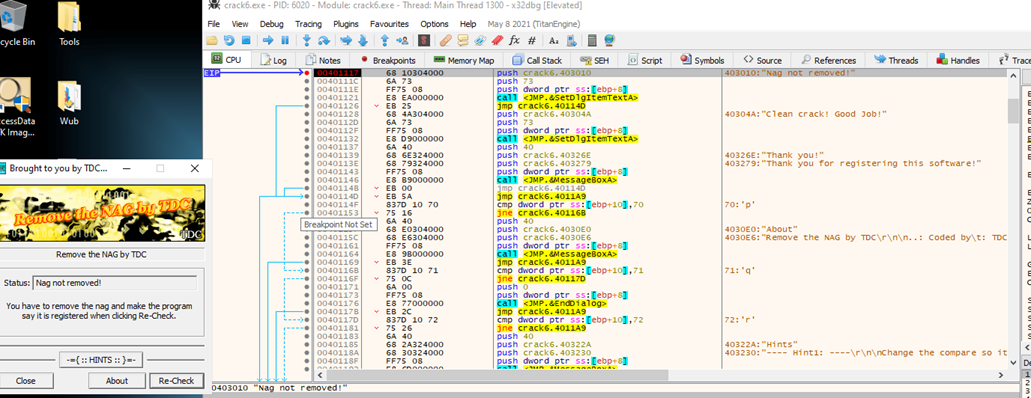 crack6.exe - PID: 6020 - Module: crack6.exe - Thread: Main Thread 1300 - x32dbg [Elevated]
File View Debug Tracing Plugins Favourites Options Help May 8 2021 (TitanEngine)
CPU Log Notes Breakpoints Memory Map Call Stack SEH Script Symbols Source References Threads Handles Trace
cycle Bin
Tools
ccessData
K Imag...
Wub
EIP
00401117 68 10304000 push crack6.403010 403010:"Nag not removed!"
0040111C 6A 73 push 73
0040111E FF75 08 push dword ptr ss:[ebp+8]
00401121 E8 EA000000 call <JMP.&SetDlgItemTextA>
00401126 EB 25 jmp crack6.40114D
00401128 68 4A304000 push crack6.40304A 40304A:"Clean crack! Good Job!"
0040112D 6A 73 push 73
0040112F FF75 08 push dword ptr ss:[ebp+8]
00401132 E8 D9000000 call <JMP.&SetDlgItemTextA>
00401137 6A 40 push 40
00401139 68 6E324000 push crack6.40326E 40326E:"Thank you!"
0040113E 68 79324000 push crack6.403279 403279:"Thank you for registering this software!"
00401143 FF75 08 push dword ptr ss:[ebp+8]
00401146 E8 B9000000 call <JMP.&MessageBoxA>
0040114B EB 00 jmp crack6.40114D
0040114D EB 5A jmp crack6.4011A9
0040114F 837D 10 70 cmp dword ptr ss:[ebp+10],70 70:'p'
00401153 75 16 jne crack6.40116B
6A 40 push 40
68 E0304000 push crack6.4030E0 4030E0:"About"
0040115C 68 E6304000 push crack6.4030E6 4030E6:"Remove the NAG by TDC\r\n\n..: Coded by\t: TDC
00401161 FF75 08 push dword ptr ss:[ebp+8]
00401164 E8 9B000000 call <JMP.&MessageBoxA>
00401169 EB 3E jmp crack6.4011A9
0040116B 837D 10 71 cmp dword ptr ss:[ebp+10],71 71:'q'
0040116F 75 0C jne crack6.40117D
00401171 6A 00 push 0
00401173 FF75 08 push dword ptr ss:[ebp+8]
00401176 E8 77000000 call <JMP.&EndDialog>
0040117B EB 2C jmp crack6.4011A9
0040117D 837D 10 72 cmp dword ptr ss:[ebp+10],72 72:'r'
00401181 75 26 jne crack6.4011A9
00401183 6A 40 push 40
00401185 68 2A324000 push crack6.40322A 40322A:"Hints"
0040118A 68 30324000 push crack6.403230 403230:"---- Hint1: ----\r\n\nChange the compare so it
0040118F FF75 08 push dword ptr ss:[ebp+8]
Breakpoint Not Set
00403010 "Nag not removed!"
Brought to you by TDC...
Remove the NAG by TDC
TDC
Remove the NAG by TDC
Status: Nag not removed!
You have to remove the nag and make the program
say it is registered when clicking Re-Check.
-={ :: HINTS :: }=-
Close About Re-Check